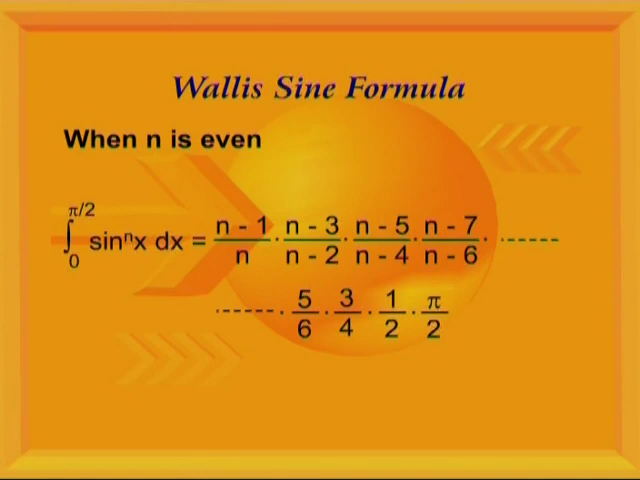 Wallis Sine Formula
When n is even
∫₀^π/2 sinⁿx dx = n - 1/n · n - 3/n - 2 · n - 5/n - 4 · n - 7/n - 6 · ------
------ · 5/6 · 3/4 · 1/2 · π/2